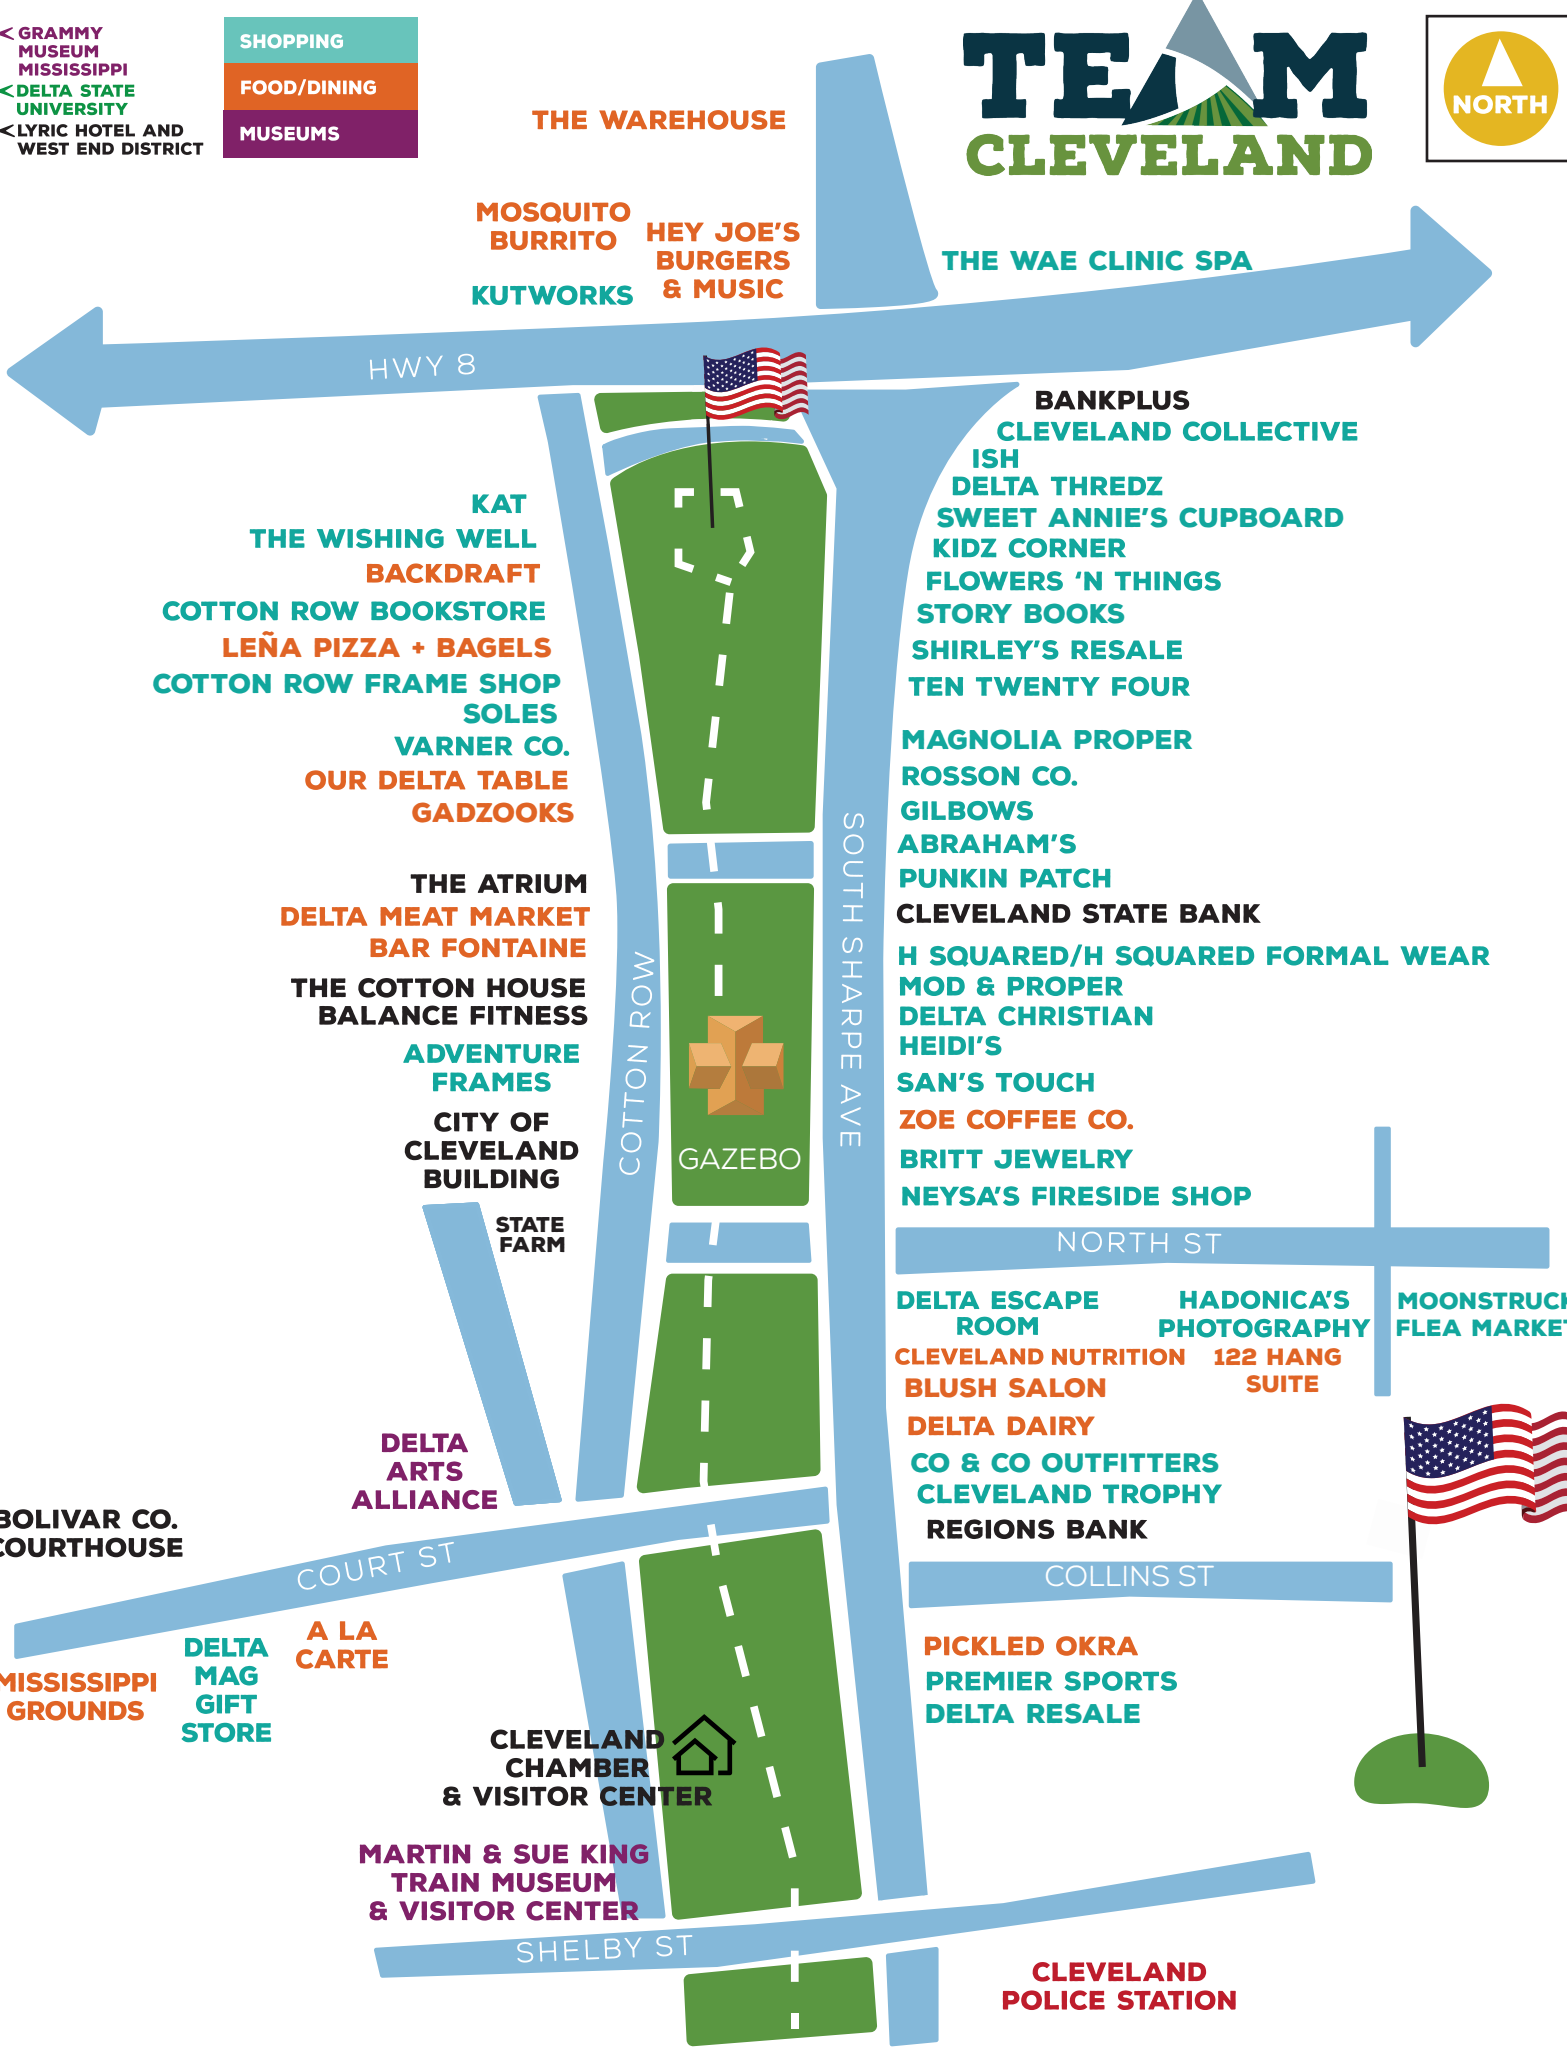 < GRAMMY
MUSEUM
MISSISSIPPI
< DELTA STATE
UNIVERSITY
< LYRIC HOTEL AND
WEST END DISTRICT
SHOPPING
FOOD/DINING
MUSEUMS
TEAM
CLEVELAND
NORTH
THE WAREHOUSE
MOSQUITO
BURRITO
HEY JOE'S
BURGERS
& MUSIC
KUTWORKS
THE WAE CLINIC SPA
HWY 8
KAT
THE WISHING WELL
BACKDRAFT
COTTON ROW BOOKSTORE
LEÑA PIZZA + BAGELS
COTTON ROW FRAME SHOP
SOLES
VARNER CO.
OUR DELTA TABLE
GADZOOKS
THE ATRIUM
DELTA MEAT MARKET
BAR FONTAINE
THE COTTON HOUSE
BALANCE FITNESS
ADVENTURE
FRAMES
CITY OF
CLEVELAND
BUILDING
STATE
FARM
COTTON ROW
GAZEBO
SOUTH SHARPE AVE
BANKPLUS
CLEVELAND COLLECTIVE
ISH
DELTA THREDZ
SWEET ANNIE'S CUPBOARD
KIDZ CORNER
FLOWERS 'N THINGS
STORY BOOKS
SHIRLEY'S RESALE
TEN TWENTY FOUR
MAGNOLIA PROPER
ROSSON CO.
GILBOWS
ABRAHAM'S
PUNKIN PATCH
CLEVELAND STATE BANK
H SQUARED/H SQUARED FORMAL WEAR
MOD & PROPER
DELTA CHRISTIAN
HEIDI'S
SAN'S TOUCH
ZOE COFFEE CO.
BRITT JEWELRY
NEYSA'S FIRESIDE SHOP
NORTH ST
DELTA ESCAPE
ROOM
HADONICA'S
PHOTOGRAPHY
MOONSTRUCK
FLEA MARKET
CLEVELAND NUTRITION
122 HANG
SUITE
BLUSH SALON
DELTA DAIRY
CO & CO OUTFITTERS
CLEVELAND TROPHY
REGIONS BANK
COLLINS ST
PICKLED OKRA
PREMIER SPORTS
DELTA RESALE
DELTA
ARTS
ALLIANCE
BOLIVAR CO.
COURTHOUSE
COURT ST
A LA
CARTE
DELTA
MAG
GIFT
STORE
MISSISSIPPI
GROUNDS
CLEVELAND
CHAMBER
& VISITOR CENTER
MARTIN & SUE KING
TRAIN MUSEUM
& VISITOR CENTER
SHELBY ST
CLEVELAND
POLICE STATION